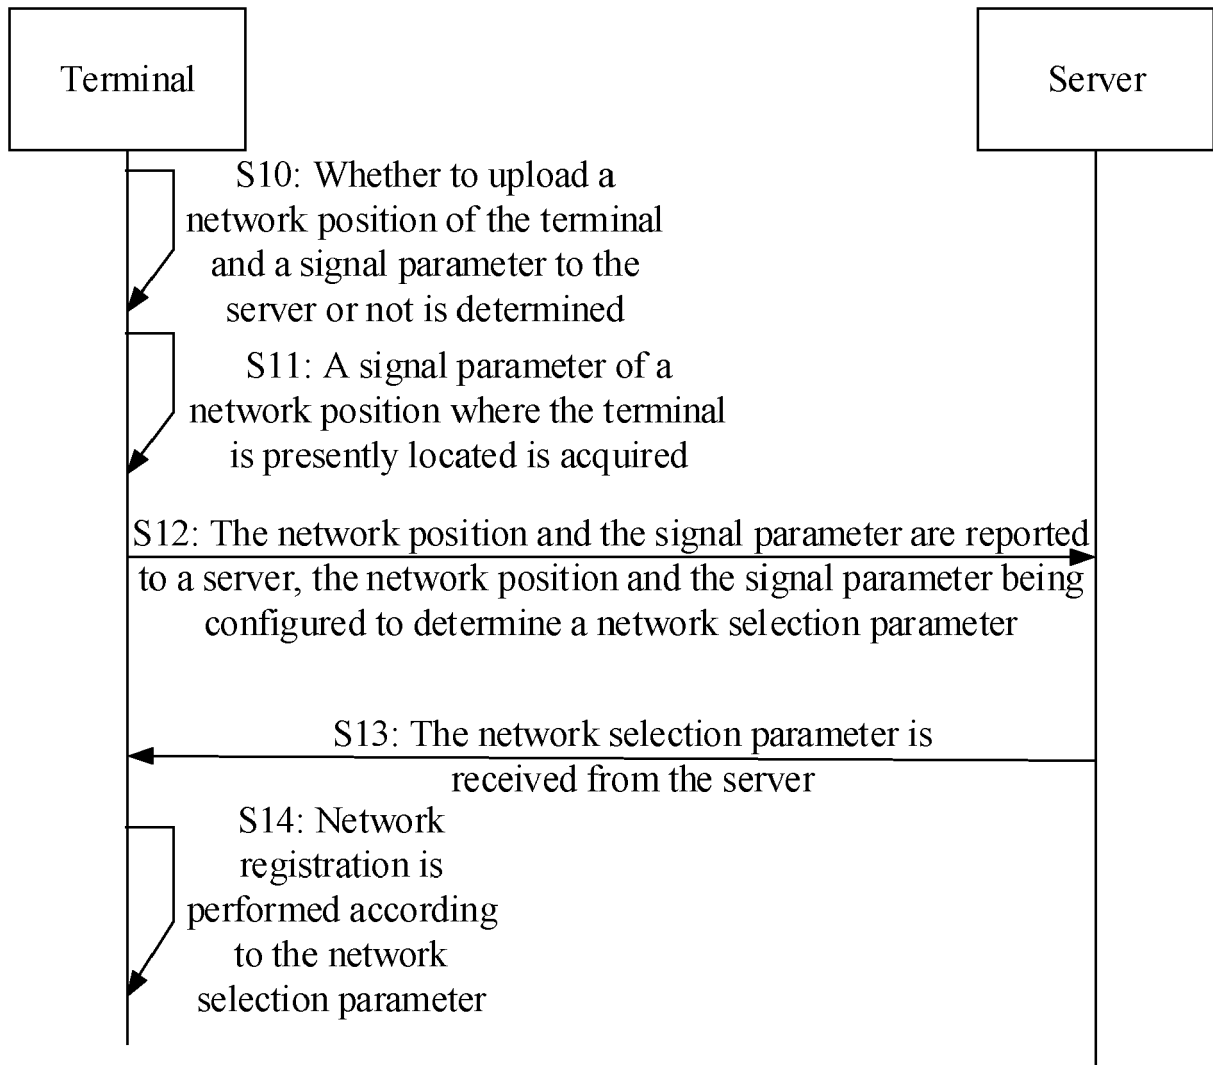 Terminal
Server
S10: Whether to upload a
network position of the terminal
and a signal parameter to the
server or not is determined
S11: A signal parameter of a
network position where the terminal
is presently located is acquired
S12: The network position and the signal parameter are reported
to a server, the network position and the signal parameter being
configured to determine a network selection parameter
S13: The network selection parameter is
received from the server
S14: Network
registration is
performed according
to the network
selection parameter